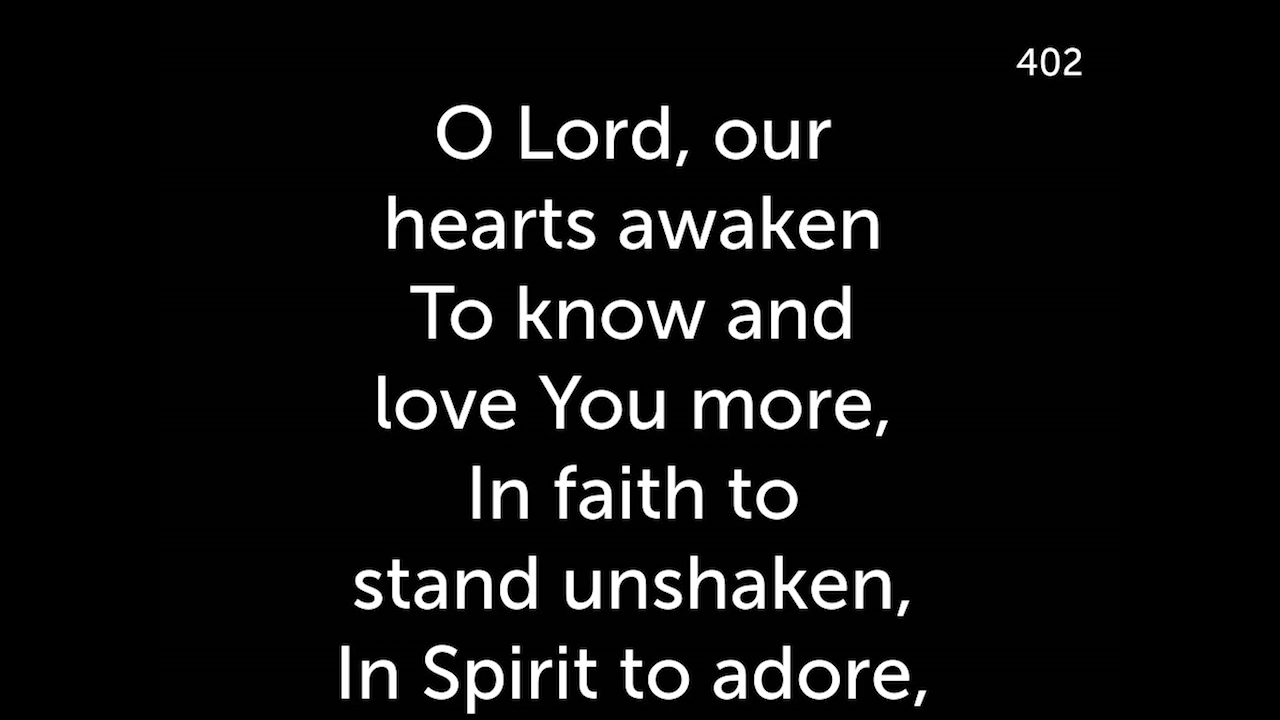 402
O Lord, our
hearts awaken
To know and
love You more,
In faith to
stand unshaken,
In Spirit to adore,